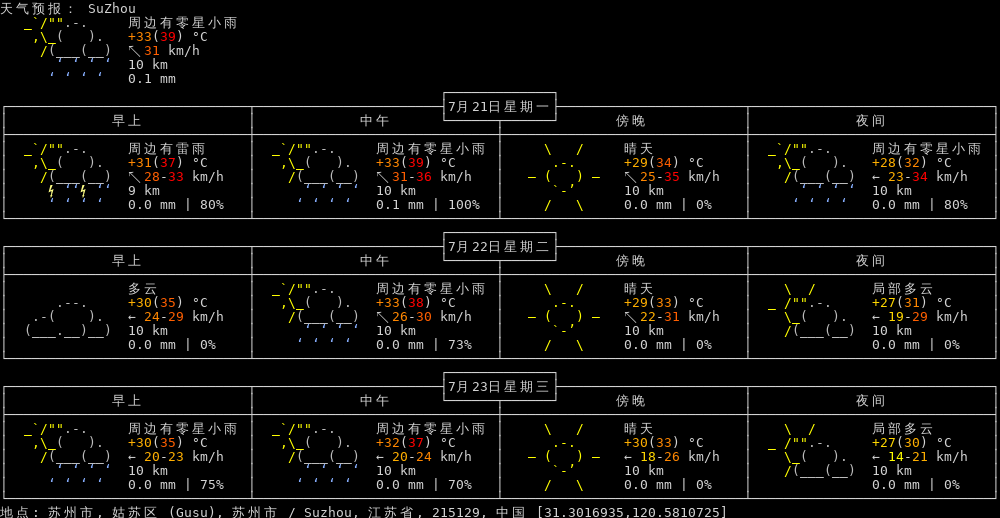 天气预报： SuZhou
周边有零星小雨
+33(39) °C
↖ 31 km/h
10 km
0.1 mm
7月21日星期一
早上 中午 傍晚 夜间
周边有雷雨 周边有零星小雨 晴天 周边有零星小雨
+31(37) °C +33(39) °C +29(34) °C +28(32) °C
↖ 28-33 km/h ↖ 31-36 km/h ↖ 25-35 km/h ← 23-34 km/h
9 km 10 km 10 km 10 km
0.0 mm | 80% 0.1 mm | 100% 0.0 mm | 0% 0.0 mm | 80%
7月22日星期二
早上 中午 傍晚 夜间
多云 周边有零星小雨 晴天 局部多云
+30(35) °C +33(38) °C +29(33) °C +27(31) °C
← 24-29 km/h ↖ 26-30 km/h ↖ 22-31 km/h ← 19-29 km/h
10 km 10 km 10 km 10 km
0.0 mm | 0% 0.0 mm | 73% 0.0 mm | 0% 0.0 mm | 0%
7月23日星期三
早上 中午 傍晚 夜间
周边有零星小雨 周边有零星小雨 晴天 局部多云
+30(35) °C +32(37) °C +30(33) °C +27(30) °C
← 20-23 km/h ← 20-24 km/h ← 18-26 km/h ← 14-21 km/h
10 km 10 km 10 km 10 km
0.0 mm | 75% 0.0 mm | 70% 0.0 mm | 0% 0.0 mm | 0%
地点: 苏州市, 姑苏区 (Gusu), 苏州市 / Suzhou, 江苏省, 215129, 中国 [31.3016935,120.5810725]